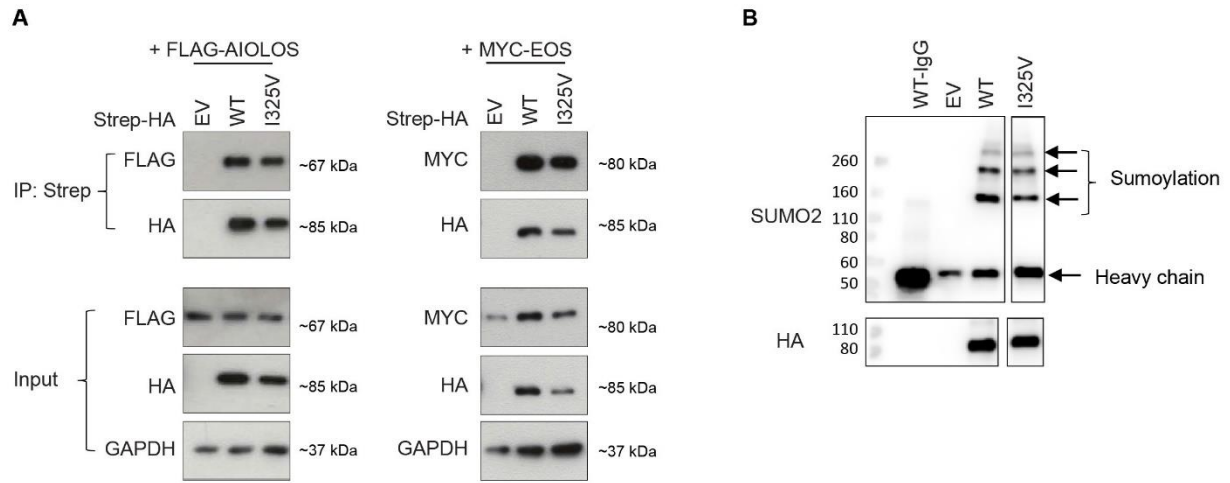 A
+ FLAG-AIOLOS
Strep-HA
EV
WT
I325V
IP: Strep
FLAG
~67 kDa
HA
~85 kDa
Input
FLAG
~67 kDa
HA
~85 kDa
GAPDH
~37 kDa
+ MYC-EOS
Strep-HA
EV
WT
I325V
MYC
~80 kDa
HA
~85 kDa
MYC
~80 kDa
HA
~85 kDa
GAPDH
~37 kDa
B
WT-IgG
EV
WT
I325V
SUMO2
260
160
110
80
60
50
Sumoylation
Heavy chain
HA
110
80